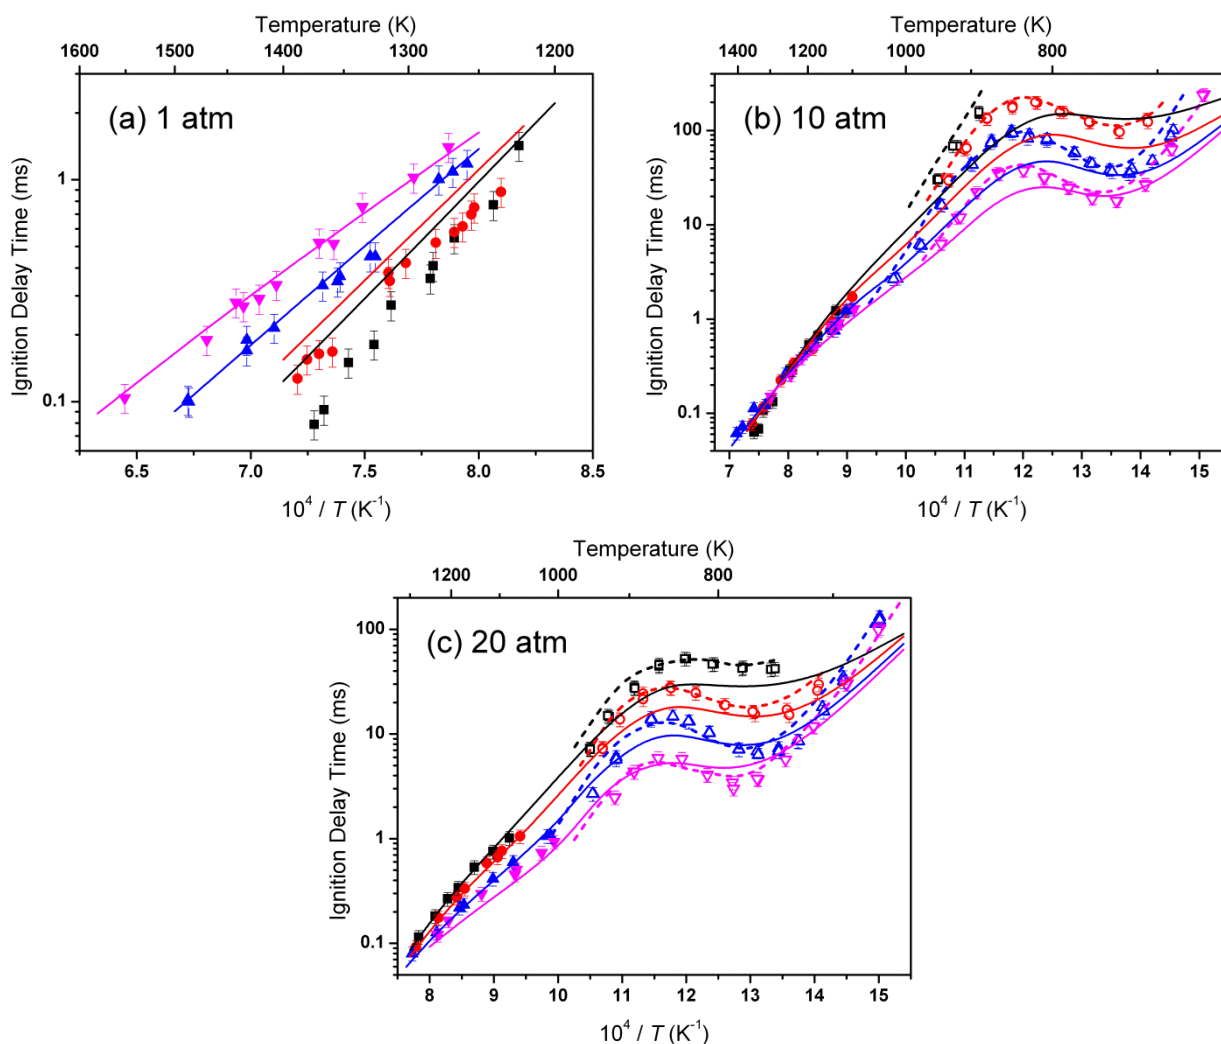 Temperature (K)
1600 1500 1400 1300 1200
(a) 1 atm
1
0.1
Ignition Delay Time (ms)
6.5 7.0 7.5 8.0 8.5
10⁴ / T (K⁻¹)
Temperature (K)
1400 1200 1000 800
(b) 10 atm
100
10
1
0.1
Ignition Delay Time (ms)
7 8 9 10 11 12 13 14 15
10⁴ / T (K⁻¹)
Temperature (K)
1200 1000 800
(c) 20 atm
100
10
1
0.1
Ignition Delay Time (ms)
8 9 10 11 12 13 14 15
10⁴ / T (K⁻¹)